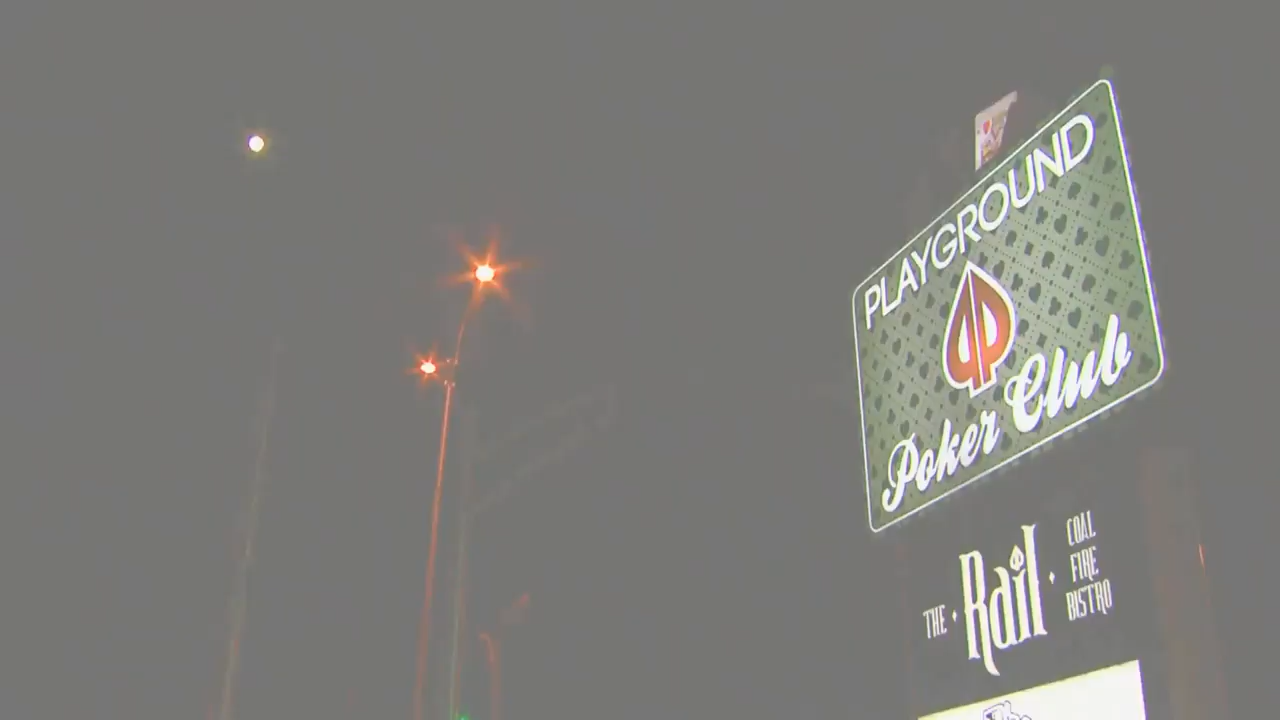 PLAYGROUND
Poker Club
THE Rail COAL
FIRE
BISTRO